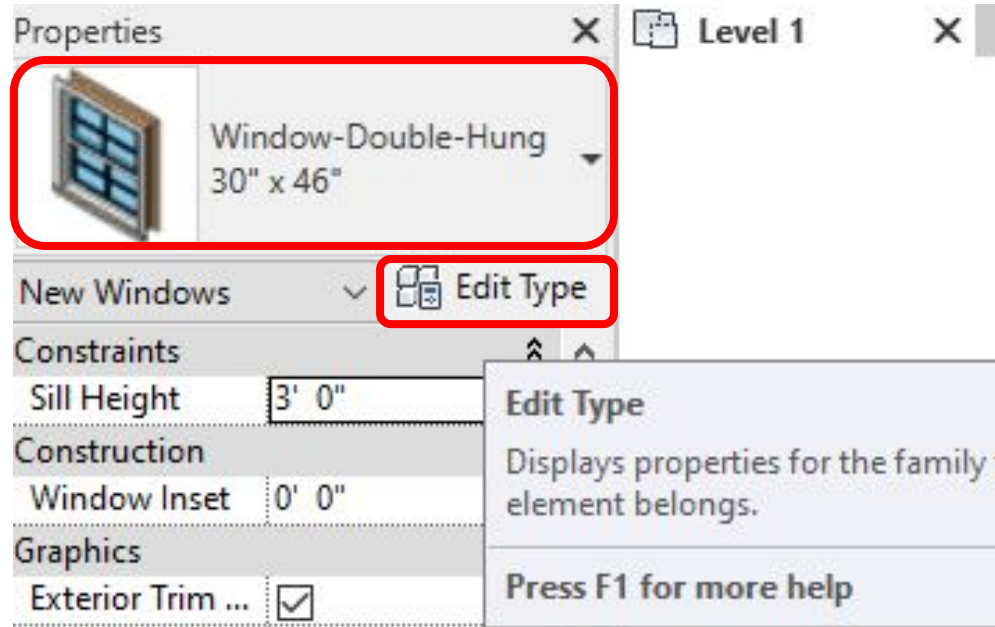 Properties
Level 1
Window-Double-Hung
30" x 46"
New Windows
Edit Type
Constraints
Sill Height
3' 0"
Construction
Window Inset
0' 0"
Graphics
Exterior Trim ...
Edit Type
Displays properties for the family
element belongs.
Press F1 for more help